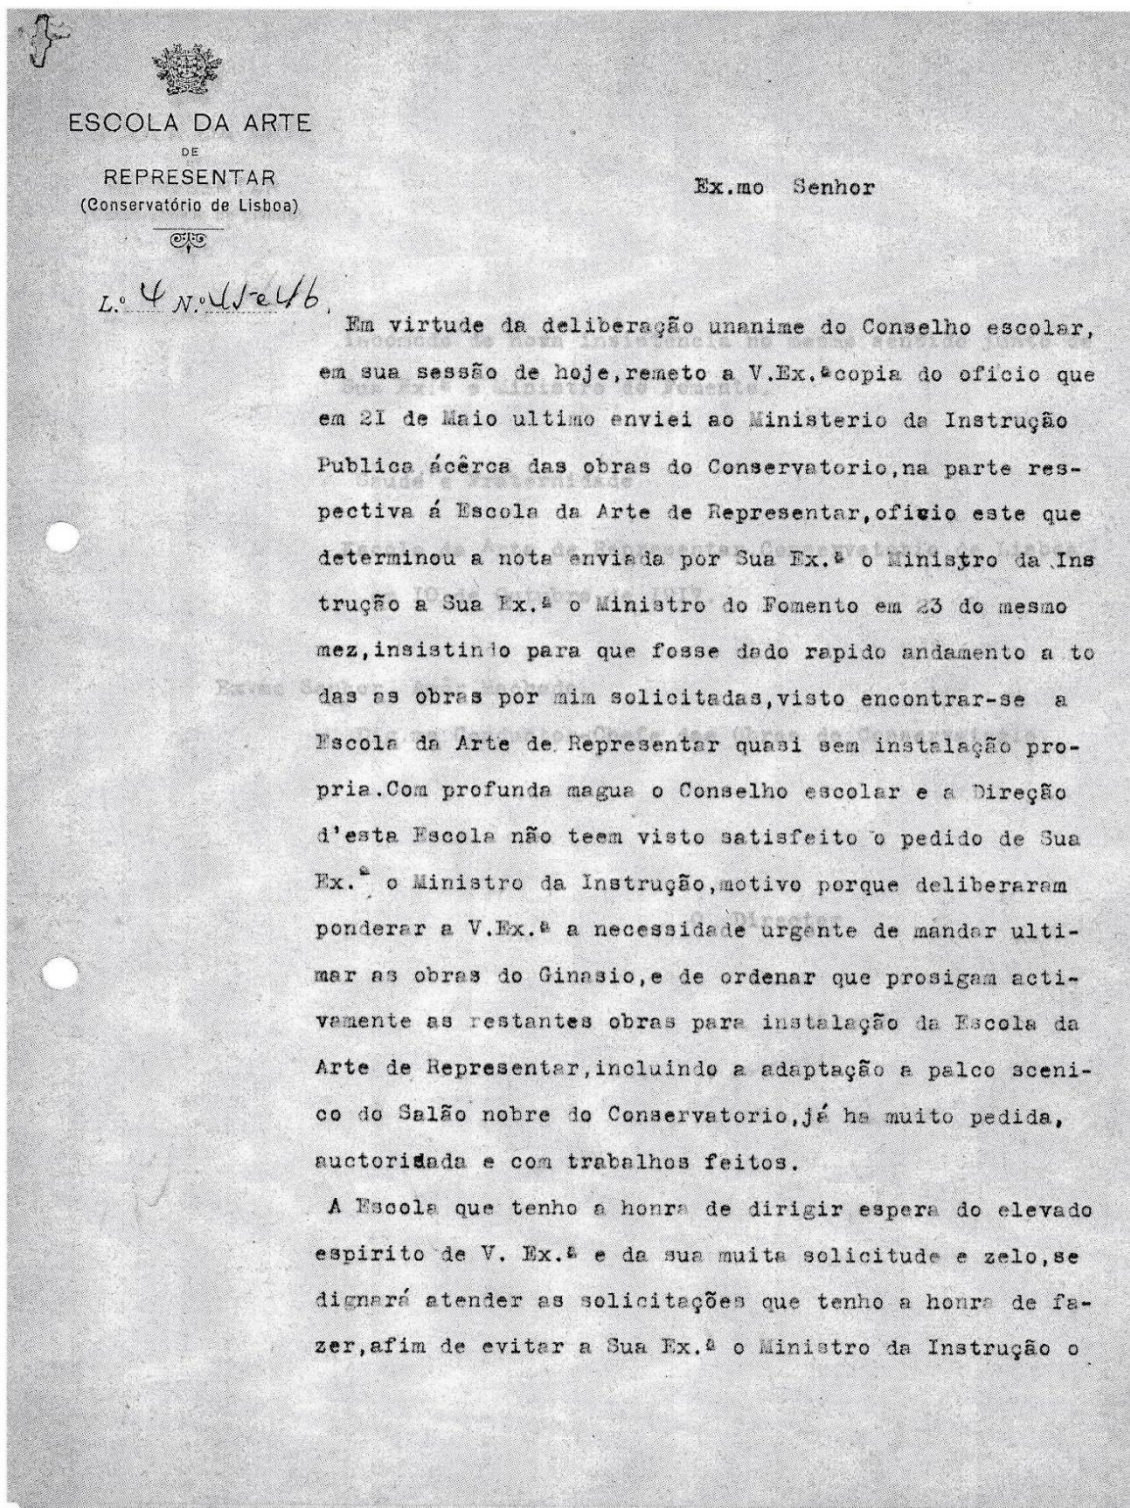 ESCOLA DA ARTE
DE
REPRESENTAR
(Conservatório de Lisboa)
Ex.mo Senhor
L.º 4 N.º 45 e 46.
Em virtude da deliberação unanime do Conselho escolar,
em sua sessão de hoje,remeto a V.Ex.ªcopia do oficio que
em 2I de Maio ultimo enviei ao Ministerio da Instrução
Publica ácêrca das obras do Conservatorio,na parte res-
pectiva á Escola da Arte de Representar,oficio este que
determinou a nota enviada por Sua Ex.ª o Ministro da Ins
trução a Sua Ex.ª o Ministro do Fomento em 23 do mesmo
mez,insistindo para que fosse dado rapido andamento a to
das as obras por mim solicitadas,visto encontrar-se a
Escola da Arte de Representar quasi sem instalação pro-
pria.Com profunda magua o Conselho escolar e a Direção
d'esta Escola não teem visto satisfeito o pedido de Sua
Ex.ª o Ministro da Instrução,motivo porque deliberaram
ponderar a V.Ex.ª a necessidade urgente de mandar ulti-
mar as obras do Ginasio,e de ordenar que prosigam acti-
vamente as restantes obras para instalação da Escola da
Arte de Representar,incluindo a adaptação a palco sceni-
co do Salão nobre do Conservatorio,já ha muito pedida,
auctorisada e com trabalhos feitos.
A Escola que tenho a honra de dirigir espera do elevado
espirito de V. Ex.ª e da sua muita solicitude e zelo,se
dignará atender as solicitações que tenho a honra de fa-
zer,afim de evitar a Sua Ex.ª o Ministro da Instrução o